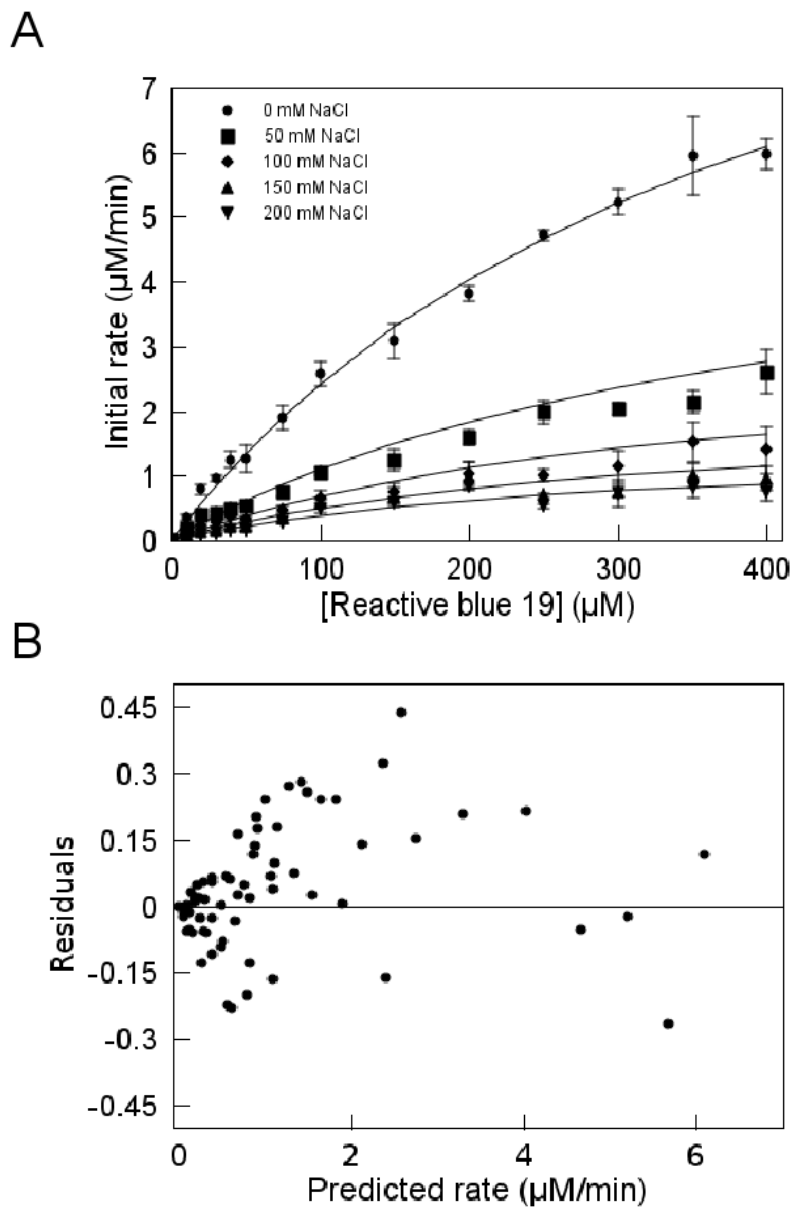 A
Initial rate (µM/min)
7
6
5
4
3
2
1
0
0 mM NaCl
50 mM NaCl
100 mM NaCl
150 mM NaCl
200 mM NaCl
0 100 200 300 400
[Reactive blue 19] (µM)
B
Residuals
0.45
0.3
0.15
0
-0.15
-0.3
-0.45
0 2 4 6
Predicted rate (µM/min)